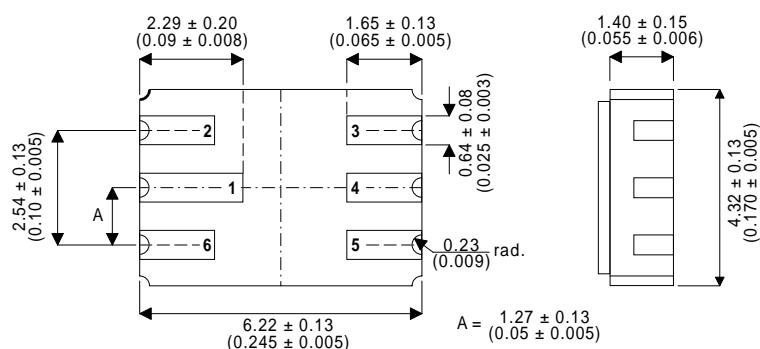 2.29 ± 0.20
(0.09 ± 0.008)
1.65 ± 0.13
(0.065 ± 0.005)
1.40 ± 0.15
(0.055 ± 0.006)
0.64 ± 0.08
(0.025 ± 0.003)
2
3
2.54 ± 0.13
(0.10 ± 0.005)
A
1
4
4.32 ± 0.13
(0.170 ± 0.005)
6
5
0.23
(0.009)
rad.
6.22 ± 0.13
(0.245 ± 0.005)
A = 1.27 ± 0.13
(0.05 ± 0.005)